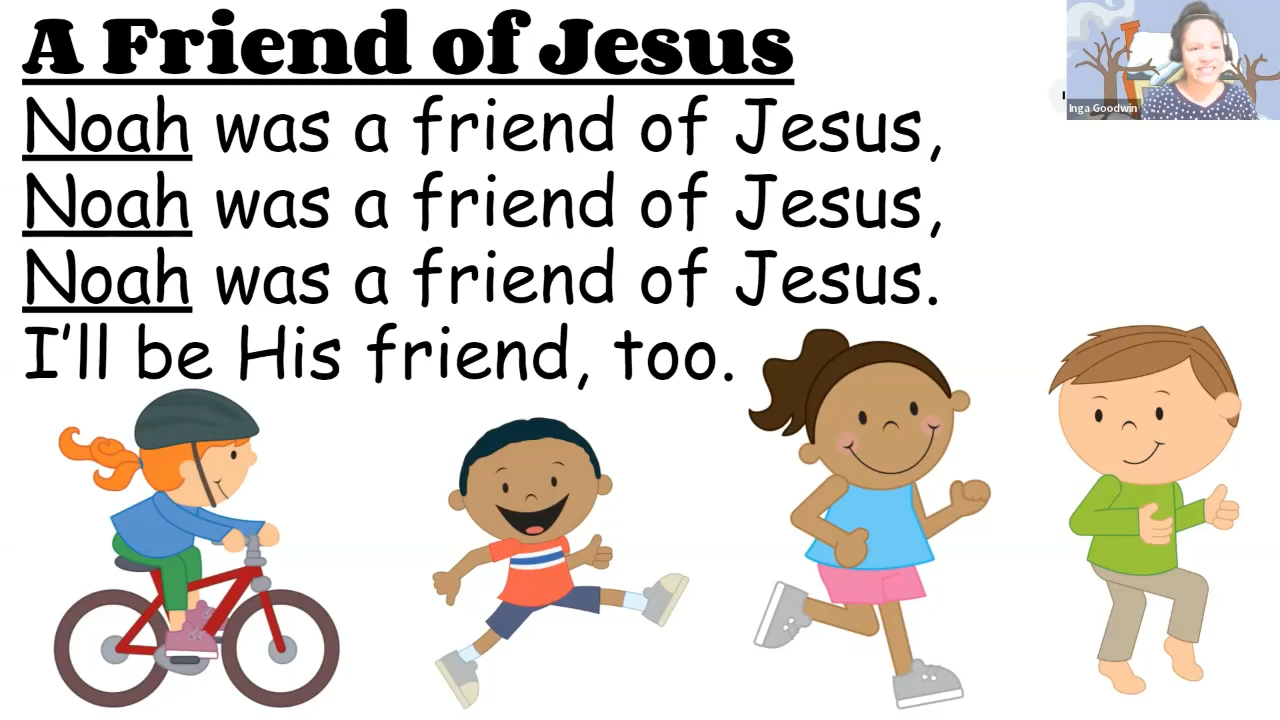 A Friend of Jesus
Noah was a friend of Jesus,
Noah was a friend of Jesus,
Noah was a friend of Jesus.
I'll be His friend, too.
Inga Goodwin